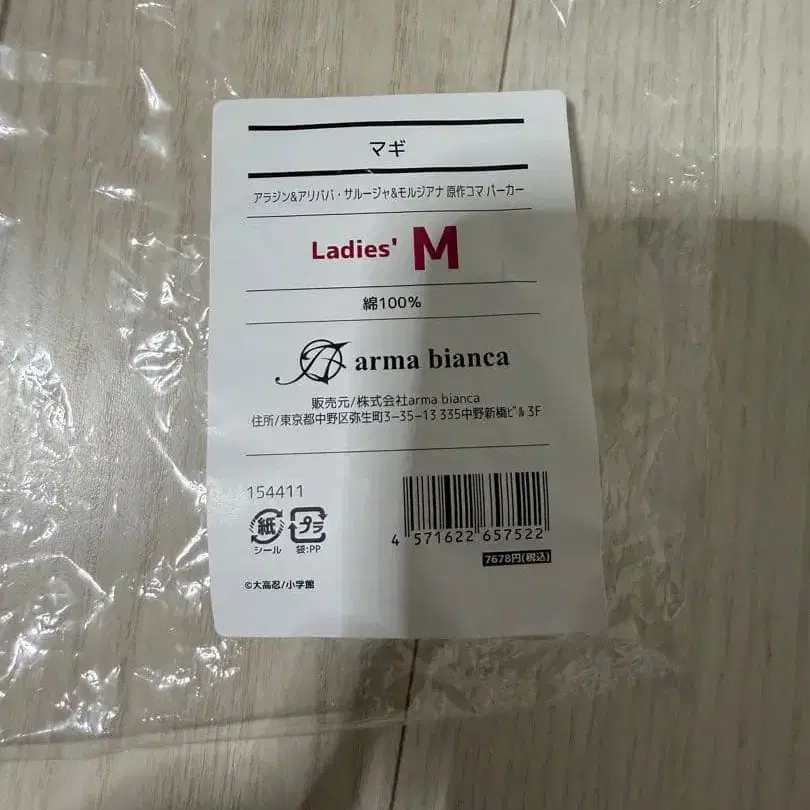 マギ
アラジン&アリババ・サルージャ&モルジアナ 原作コマ パーカー
Ladies' M
綿100%
arma bianca
販売元/株式会社arma bianca
住所/東京都中野区弥生町3-35-13 335中野新橋ビル 3F
154411
紙 プラ
シール 袋:PP
4 571622 657522
7678円(税込)
©大高忍/小学館